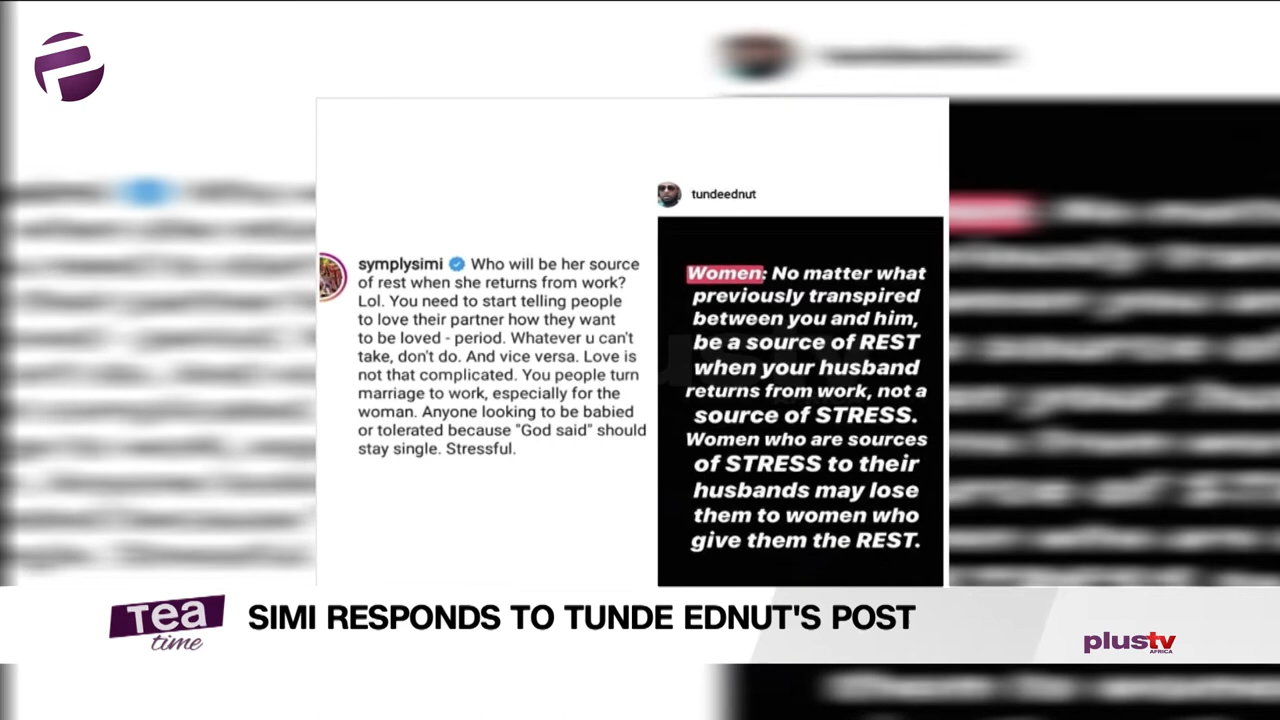 symplysimi Who will be her source
of rest when she returns from work?
Lol. You need to start telling people
to love their partner how they want
to be loved - period. Whatever u can't
take, don't do. And vice versa. Love is
not that complicated. You people turn
marriage to work, especially for the
woman. Anyone looking to be babied
or tolerated because "God said" should
stay single. Stressful.
tundeednut
Women: No matter what
previously transpired
between you and him,
be a source of REST
when your husband
returns from work, not a
source of STRESS.
Women who are sources
of STRESS to their
husbands may lose
them to women who
give them the REST.
Tea
time
SIMI RESPONDS TO TUNDE EDNUT'S POST
plustv
AFRICA